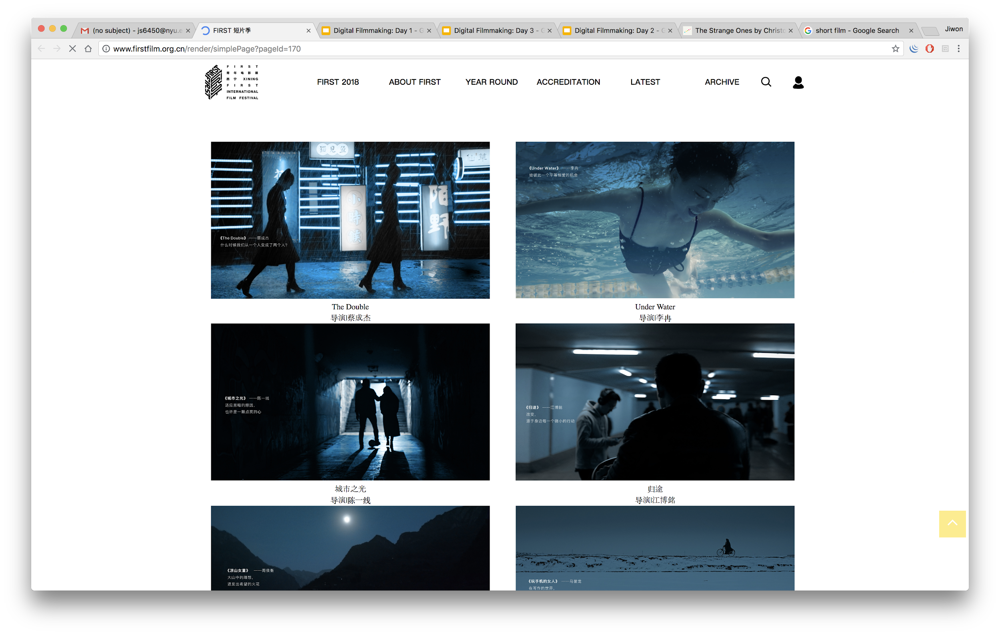 (no subject) - js6450@nyu.e
FIRST 短片季
Digital Filmmaking: Day 1 - G
Digital Filmmaking: Day 3 - G
Digital Filmmaking: Day 2 - G
The Strange Ones by Christo
short film - Google Search
Jiwon
www.firstfilm.org.cn/render/simplePage?pageId=170
FIRST
FIRST
青年电影展
西宁 XINING
FIRST
INTERNATIONAL
FILM FESTIVAL
FIRST 2018
ABOUT FIRST
YEAR ROUND
ACCREDITATION
LATEST
ARCHIVE
猫见鱼
仙草
小時候
陌野
《The Double》 ——蔡成杰
什么时候我们从一个人变成了两个人?
《Under Water》 ——李冉
给彼此一个平等相爱的机会
The Double
导演|蔡成杰
Under Water
导演|李冉
《城市之光》 ——陈一线
适应黑暗的原因,
也许是一颗点亮的心
《归途》 ——江博銘
改变,
源于身边每一个微小的行动
城市之光
导演|陈一线
归途
导演|江博銘
《凉山女童》 ——周侯衡
大山中的理想,
迸发出希望的火花
《玩手机的女人》 ——马誉龙
在写作的世界,